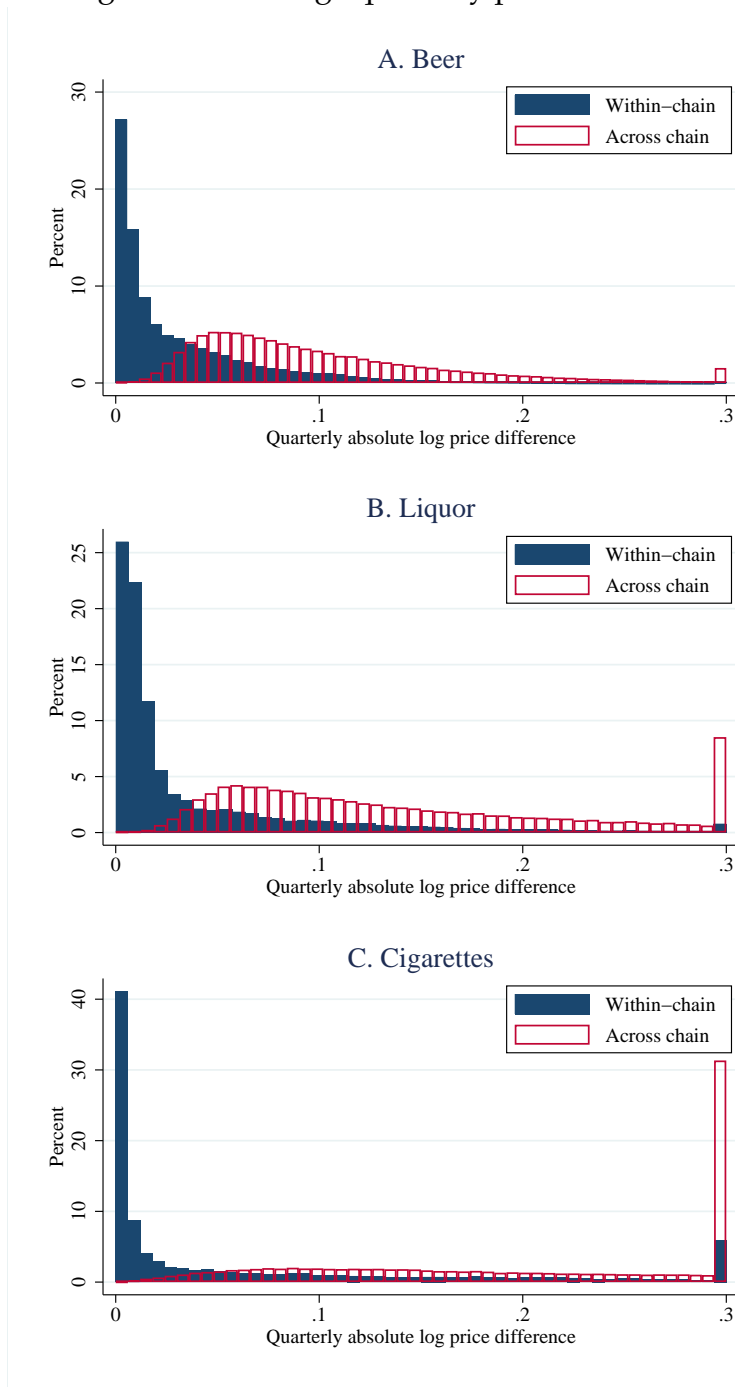 A. Beer
30
20
10
0
Percent
Within−chain
Across chain
0 .1 .2 .3
Quarterly absolute log price difference
B. Liquor
25
20
15
10
5
0
Percent
Within−chain
Across chain
0 .1 .2 .3
Quarterly absolute log price difference
C. Cigarettes
40
30
20
10
0
Percent
Within−chain
Across chain
0 .1 .2 .3
Quarterly absolute log price difference